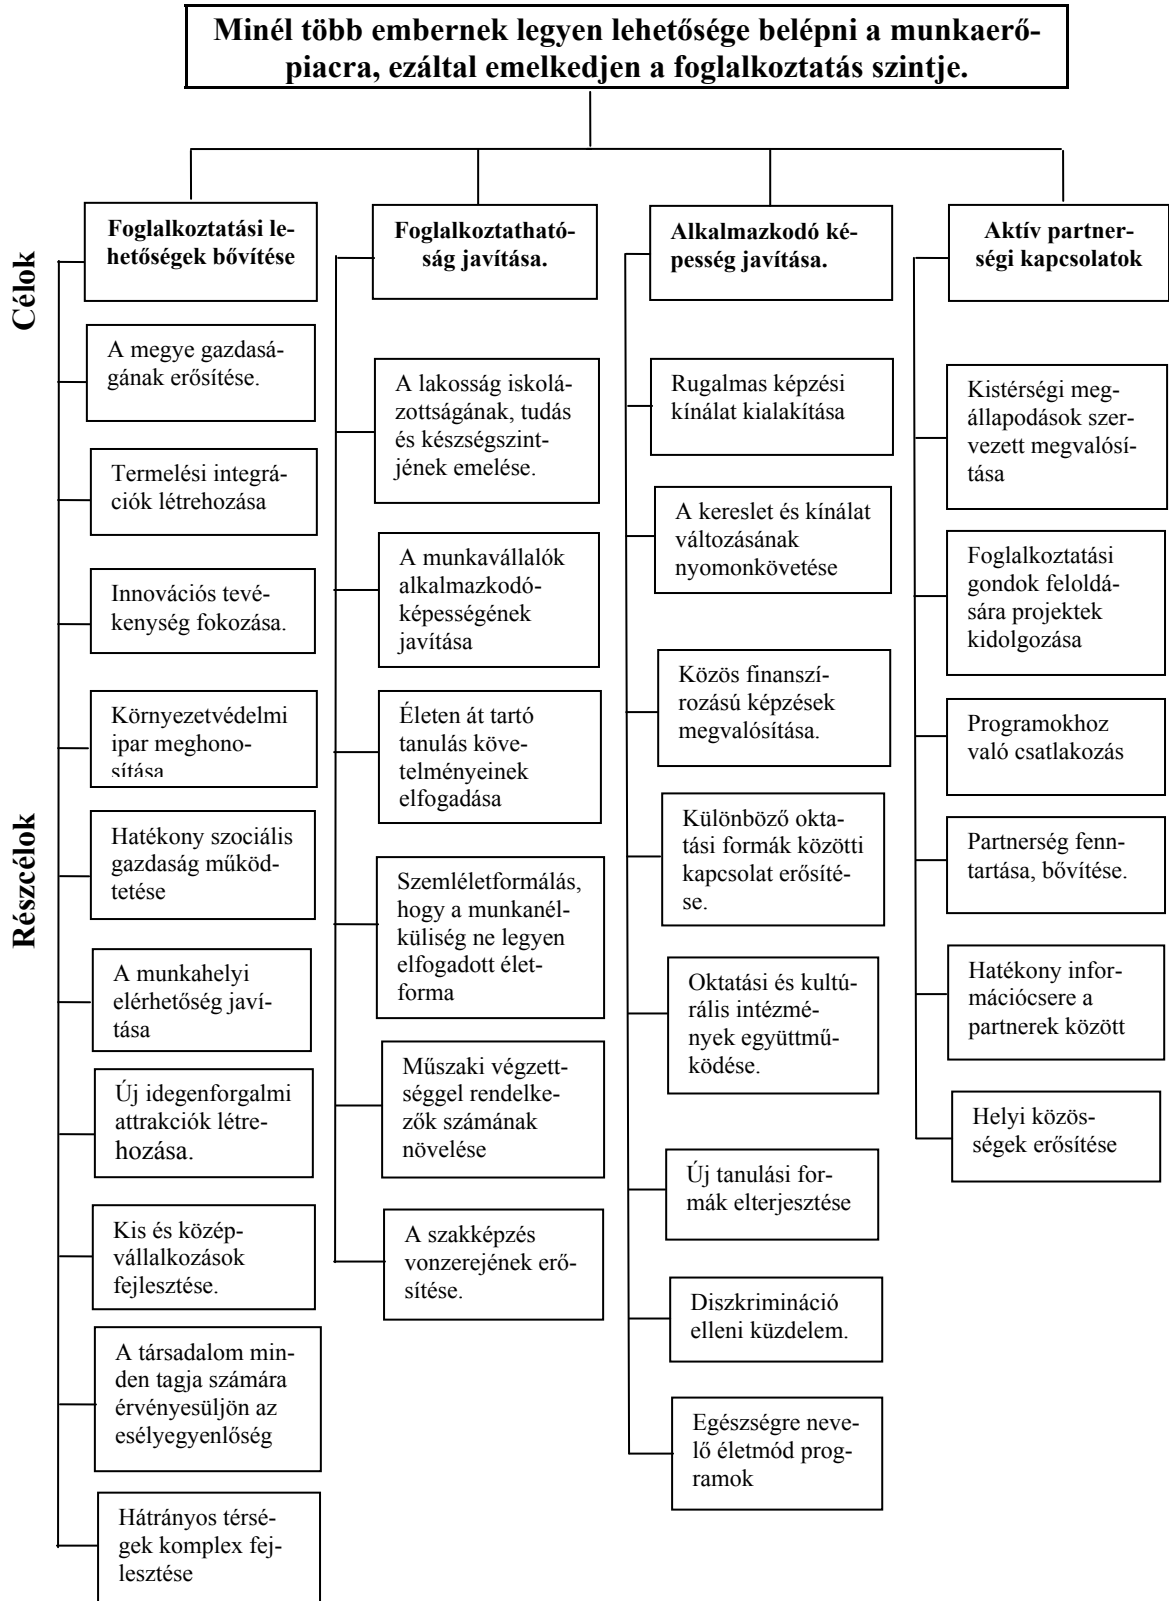 Minél több embernek legyen lehetősége belépni a munkaerő-
piacra, ezáltal emelkedjen a foglalkoztatás szintje.
Célok
Foglalkoztatási le-
hetőségek bővítése
Foglalkoztatható-
ság javítása.
Alkalmazkodó ké-
pesség javítása.
Aktív partner-
ségi kapcsolatok
Részcélok
A megye gazdasá-
gának erősítése.
Termelési integrá-
ciók létrehozása
Innovációs tevé-
kenység fokozása.
Környezetvédelmi
ipar meghono-
sítása
Hatékony szociális
gazdaság működ-
tetése
A munkahelyi
elérhetőség javí-
tása
Új idegenforgalmi
attrakciók létre-
hozása.
Kis és közép-
vállalkozások
fejlesztése.
A társadalom min-
den tagja számára
érvényesüljön az
esélyegyenlőség
Hátrányos térsé-
gek komplex fej-
lesztése
A lakosság iskolá-
zottságának, tudás
és készségszint-
jének emelése.
A munkavállalók
alkalmazkodó-
képességének
javítása
Életen át tartó
tanulás köve-
telményeinek
elfogadása
Szemléletformálás,
hogy a munkanél-
küliség ne legyen
elfogadott élet-
forma
Műszaki végzett-
séggel rendelke-
zők számának
növelése
A szakképzés
vonzerejének erő-
sítése.
Rugalmas képzési
kínálat kialakítása
A kereslet és kínálat
változásának
nyomonkövetése
Közös finanszí-
rozású képzések
megvalósítása.
Különböző okta-
tási formák közötti
kapcsolat erősíté-
se.
Oktatási és kultú-
rális intézmé-
nyek együttmű-
ködése.
Új tanulási for-
mák elterjesztése
Diszkrimináció
elleni küzdelem.
Egészségre neve-
lő életmód prog-
ramok
Kistérségi meg-
állapodások szer-
vezett megvalósí-
tása
Foglalkoztatási
gondok feloldá-
sára projektek
kidolgozása
Programokhoz
való csatlakozás
Partnerség fenn-
tartása, bővítése.
Hatékony infor-
mációcsere a
partnerek között
Helyi közös-
ségek erősítése